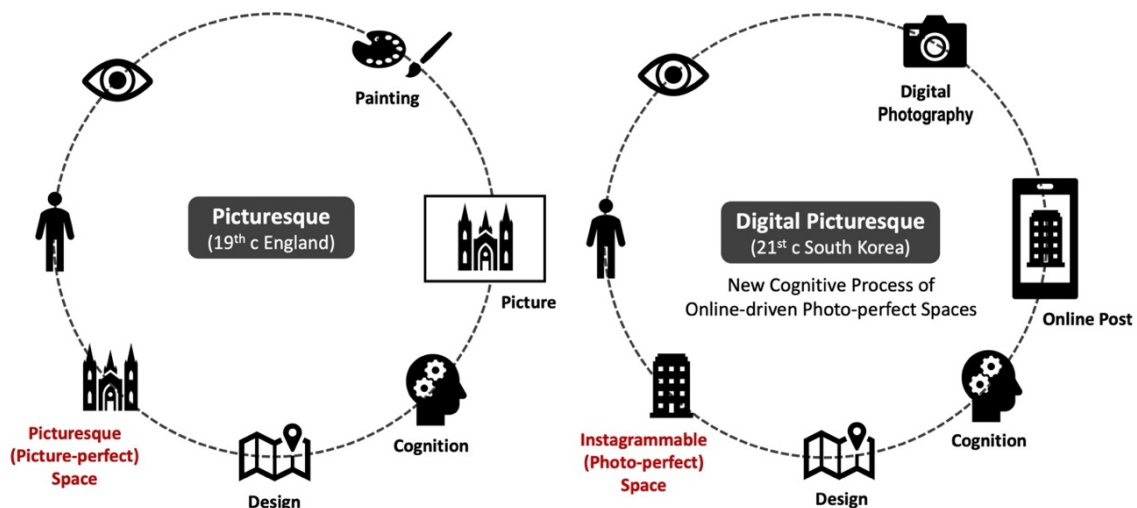 Painting
Picturesque
(19th c England)
Picture
Cognition
Design
Picturesque
(Picture-perfect)
Space
Digital
Photography
Digital Picturesque
(21st c South Korea)
New Cognitive Process of
Online-driven Photo-perfect Spaces
Online Post
Cognition
Design
Instagrammable
(Photo-perfect)
Space